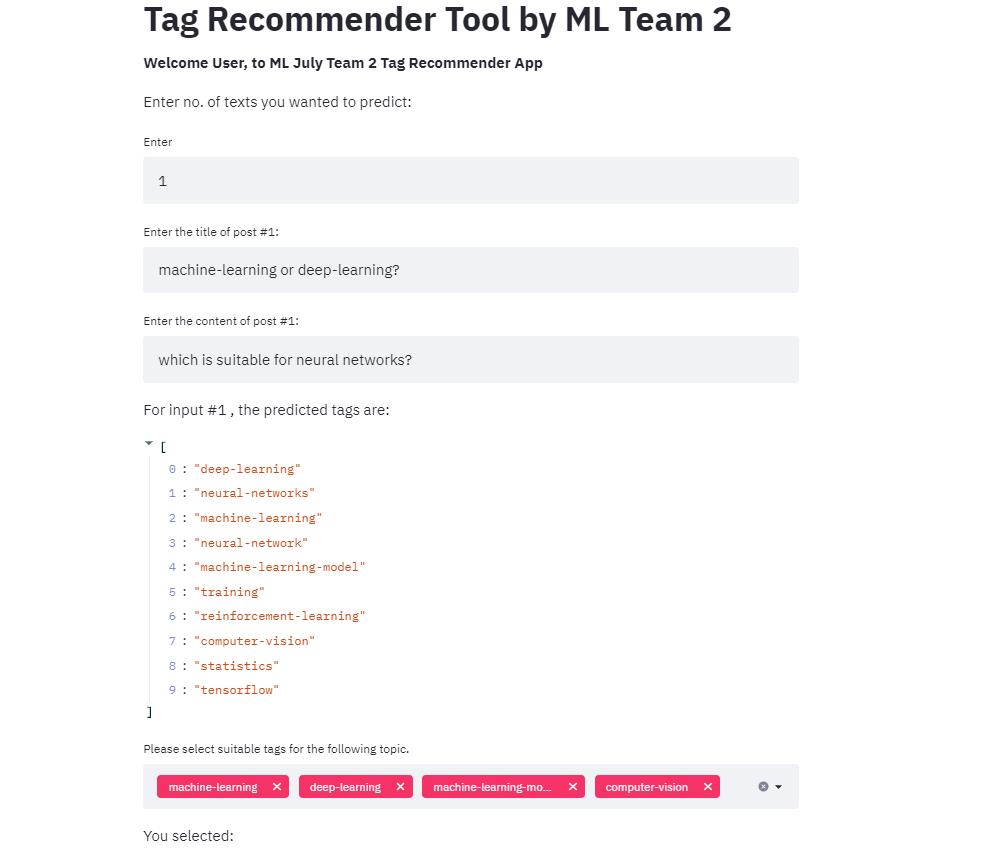 Tag Recommender Tool by ML Team 2
Welcome User, to ML July Team 2 Tag Recommender App
Enter no. of texts you wanted to predict:
Enter
1
Enter the title of post #1:
machine-learning or deep-learning?
Enter the content of post #1:
which is suitable for neural networks?
For input #1 , the predicted tags are:
[
0 : "deep-learning"
1 : "neural-networks"
2 : "machine-learning"
3 : "neural-network"
4 : "machine-learning-model"
5 : "training"
6 : "reinforcement-learning"
7 : "computer-vision"
8 : "statistics"
9 : "tensorflow"
]
Please select suitable tags for the following topic.
machine-learning deep-learning machine-learning-mo... computer-vision
You selected: